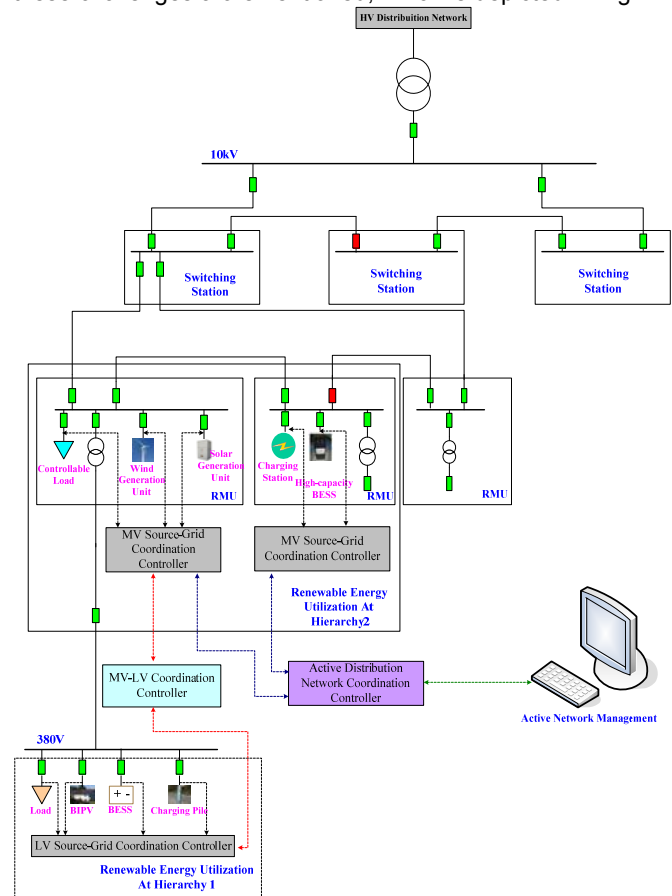 HV Distribuition Network
10kV
Switching
Station
Switching
Station
Switching
Station
Controllable
Load
Wind
Generation
Unit
Solar
Generation
Unit
RMU
Charging
Station
High-capacity
BESS
RMU
RMU
MV Source-Grid
Coordination
Controller
MV Source-Grid
Coordination Controller
Renewable Energy
Utilization At
Hierarchy2
MV-LV Coordination
Controller
Active Distribution
Network Coordination
Controller
Active Network Management
380V
Load
BIPV
+ -
BESS
Charging Pile
LV Source-Grid Coordination Controller
Renewable Energy Utilization
At Hierarchy 1